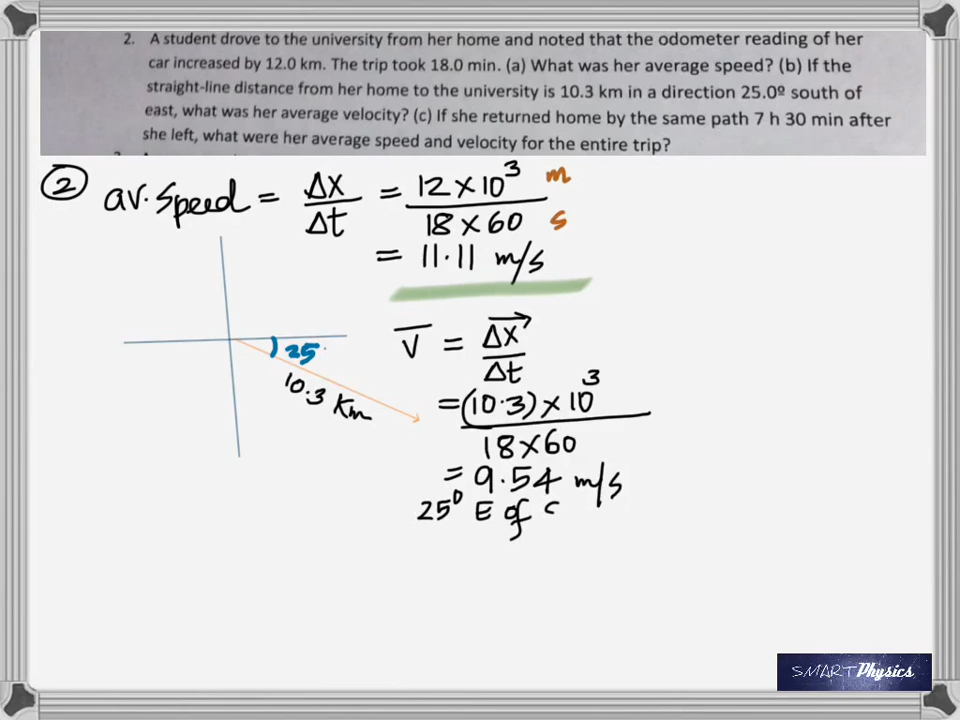 2. A student drove to the university from her home and noted that the odometer reading of her
car increased by 12.0 km. The trip took 18.0 min. (a) What was her average speed? (b) If the
straight-line distance from her home to the university is 10.3 km in a direction 25.0º south of
east, what was her average velocity? (c) If she returned home by the same path 7 h 30 min after
she left, what were her average speed and velocity for the entire trip?
② av. Speed = Δx/Δt = 12 × 10³ m / 18 × 60 s
= 11.11 m/s
25
10.3 Km
V̅ = Δx⃗/Δt
= (10.3) × 10³ / 18 × 60
= 9.54 m/s
25° E of
SMART Physics